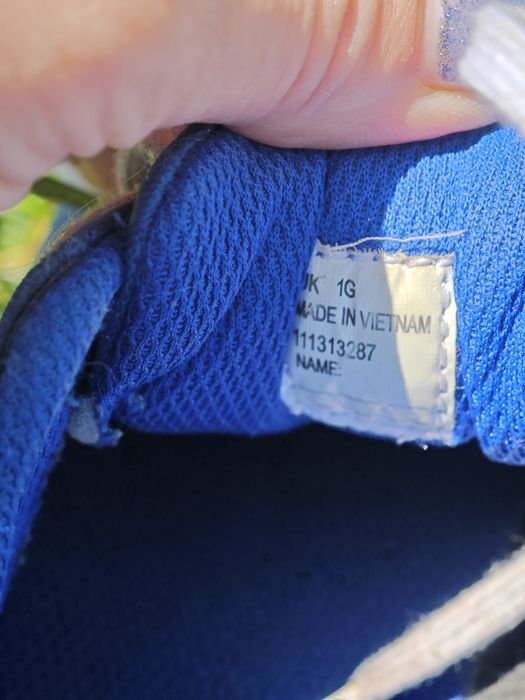 UK 1G
MADE IN VIETNAM
111313287
NAME: